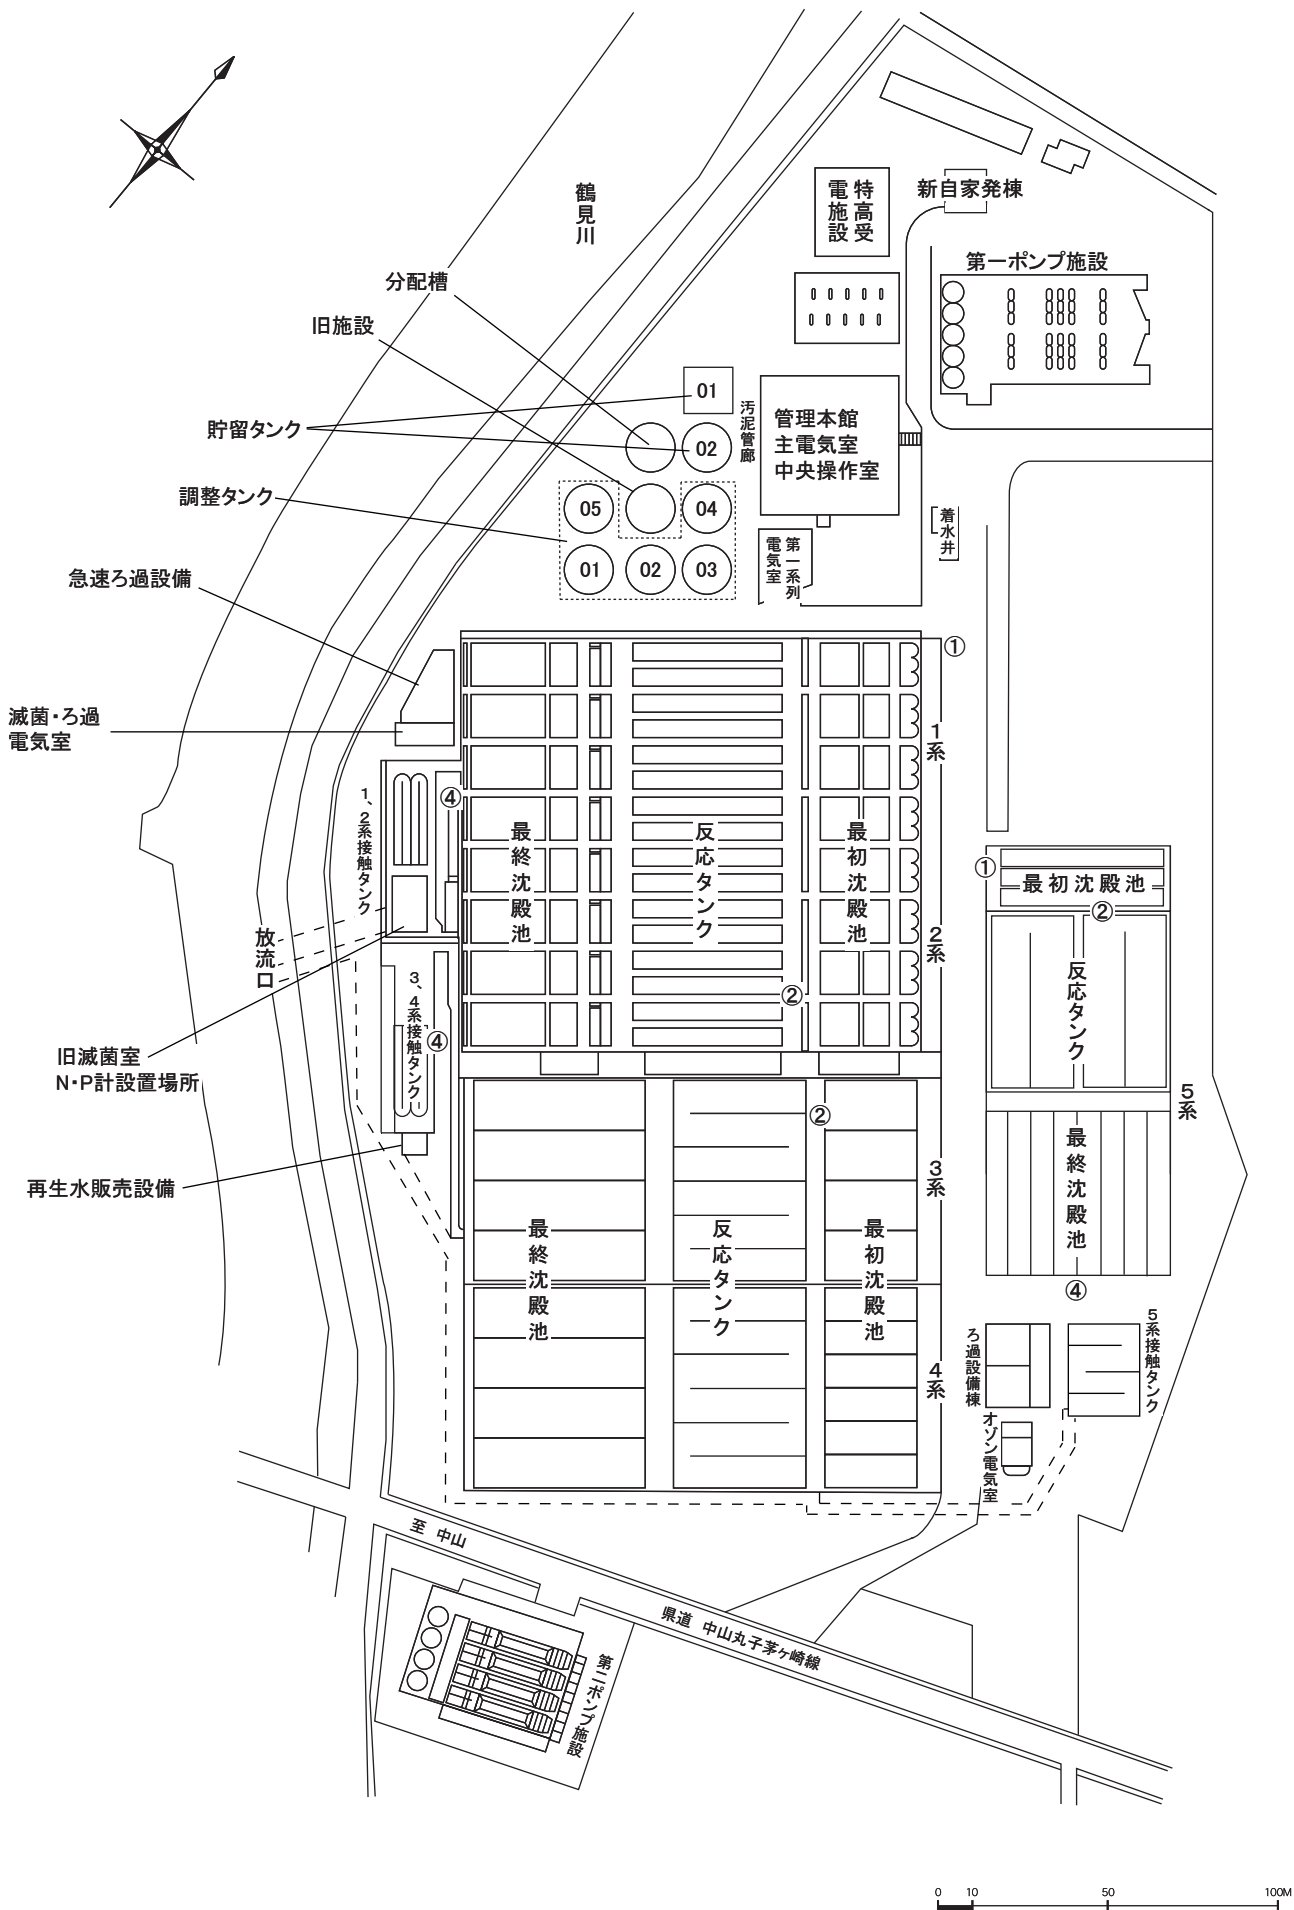 鶴見川
特高受
電施設
新自家発棟
第一ポンプ施設
分配槽
旧施設
貯留タンク
調整タンク
01
02
05
04
01
02
03
汚泥管廊
管理本館
主電気室
中央操作室
着水井
第一系列
電気室
急速ろ過設備
滅菌・ろ過
電気室
①
1系
④
1、2系接触タンク
最終沈殿池
反応タンク
最初沈殿池
2系
②
放流口
3、4系接触タンク
④
旧滅菌室
N・P計設置場所
再生水販売設備
②
3系
最終沈殿池
反応タンク
最初沈殿池
4系
①
最初沈殿池
②
反応タンク
5系
最終沈殿池
④
ろ過設備棟
5系接触タンク
オゾン電気室
至 中山
県道 中山丸子茅ヶ崎線
第二ポンプ施設
0 10 50 100M